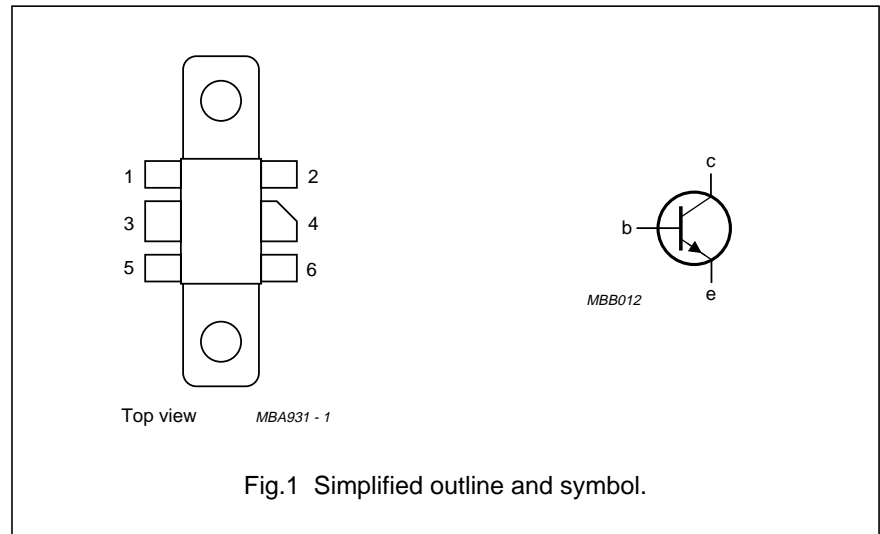 1 2
3 4
5 6
c
b
e
MBB012
Top view MBA931 - 1
Fig.1 Simplified outline and symbol.